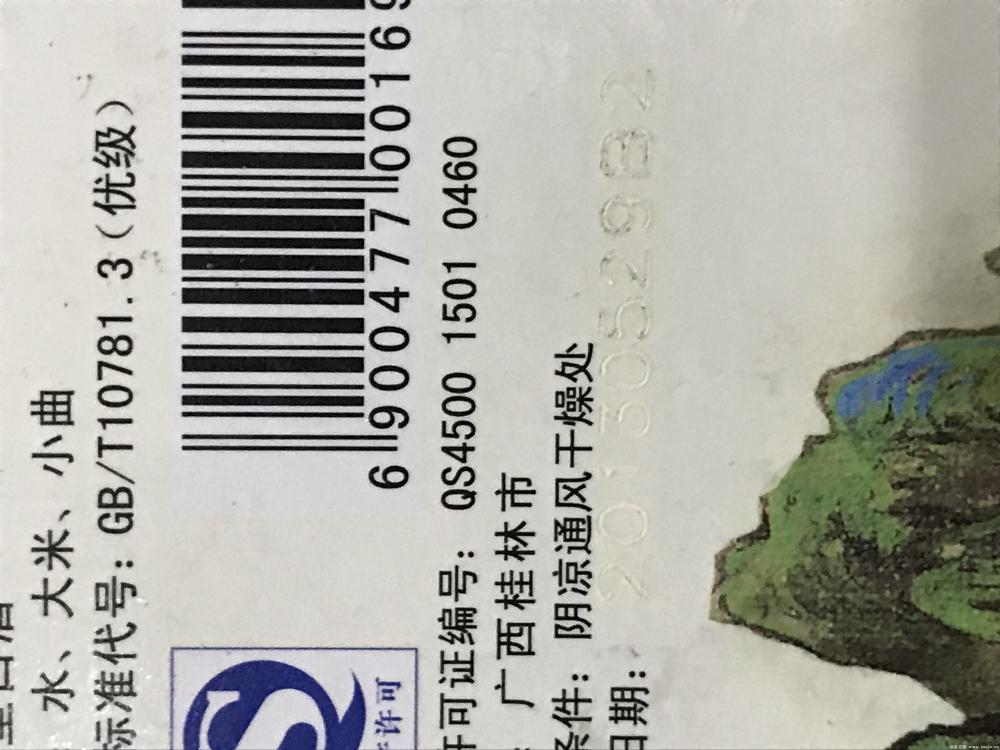 水、大米、小曲
标准代号：GB/T10781.3（优级）
6 900477 00169
许可证编号：QS4500 1501 0460
广西桂林市
条件：阴凉通风干燥处
日期：20130529B2
许可